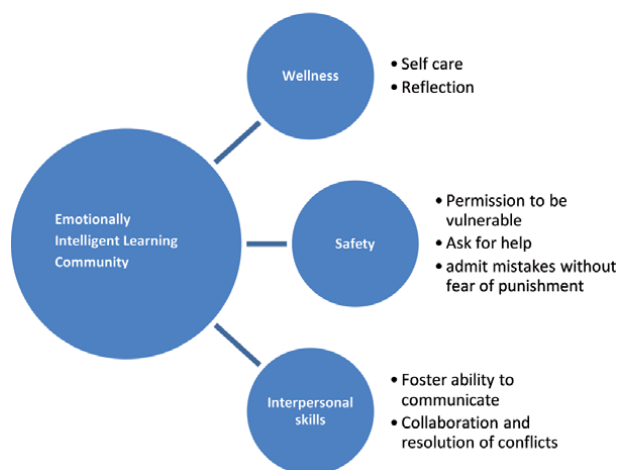 Wellness
• Self care
• Reflection
Emotionally
Intelligent Learning
Community
Safety
• Permission to be
vulnerable
• Ask for help
• admit mistakes without
fear of punishment
Interpersonal
skills
• Foster ability to
communicate
• Collaboration and
resolution of conflicts